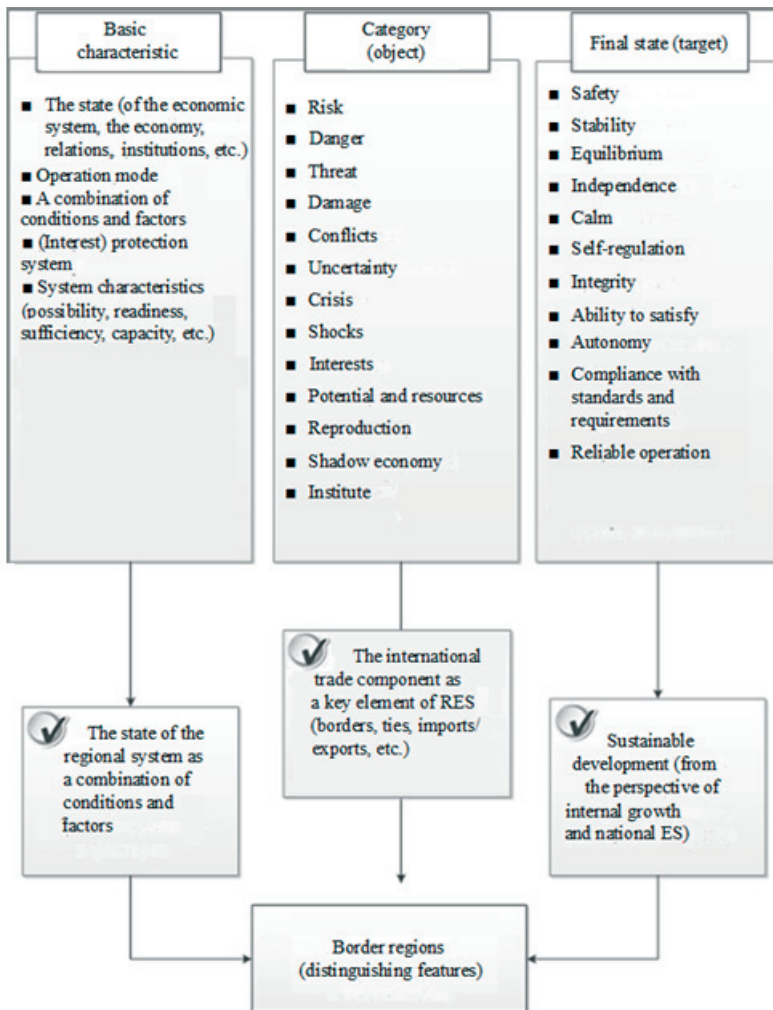 Basic
characteristic
■ The state (of the economic
system, the economy,
relations, institutions, etc.)
■ Operation mode
■ A combination of
conditions and factors
■ (Interest) protection
system
■ System characteristics
(possibility, readiness,
sufficiency, capacity, etc.)
Category
(object)
■ Risk
■ Danger
■ Threat
■ Damage
■ Conflicts
■ Uncertainty
■ Crisis
■ Shocks
■ Interests
■ Potential and resources
■ Reproduction
■ Shadow economy
■ Institute
Final state (target)
■ Safety
■ Stability
■ Equilibrium
■ Independence
■ Calm
■ Self-regulation
■ Integrity
■ Ability to satisfy
■ Autonomy
■ Compliance with
standards and
requirements
■ Reliable operation
The state of the
regional system as
a combination of
conditions and
factors
The international
trade component as
a key element of RES
(borders, ties, imports/
exports, etc.)
Sustainable
development (from
the perspective of
internal growth
and national ES)
Border regions
(distinguishing features)